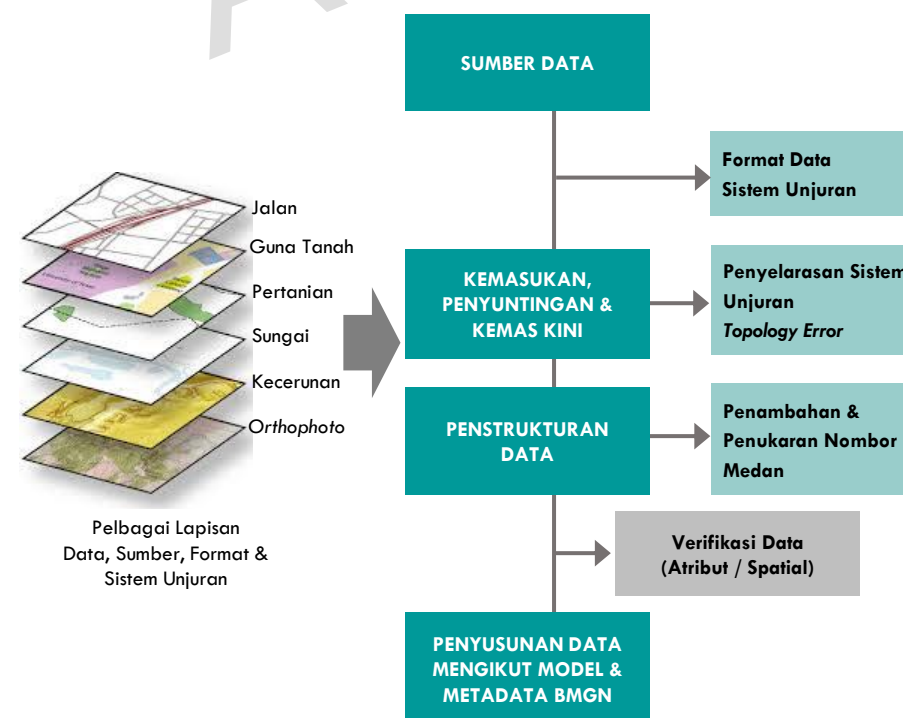 SUMBER DATA
Format Data
Sistem Unjuran
Jalan
Guna Tanah
Pertanian
Sungai
Kecerunan
Orthophoto
Pelbagai Lapisan
Data, Sumber, Format &
Sistem Unjuran
KEMASUKAN,
PENYUNTINGAN &
KEMAS KINI
Penyelarasan Sistem
Unjuran
Topology Error
PENSTRUKTURAN
DATA
Penambahan &
Penukaran Nombor
Medan
Verifikasi Data
(Atribut / Spatial)
PENYUSUNAN DATA
MENGIKUT MODEL &
METADATA BMGN